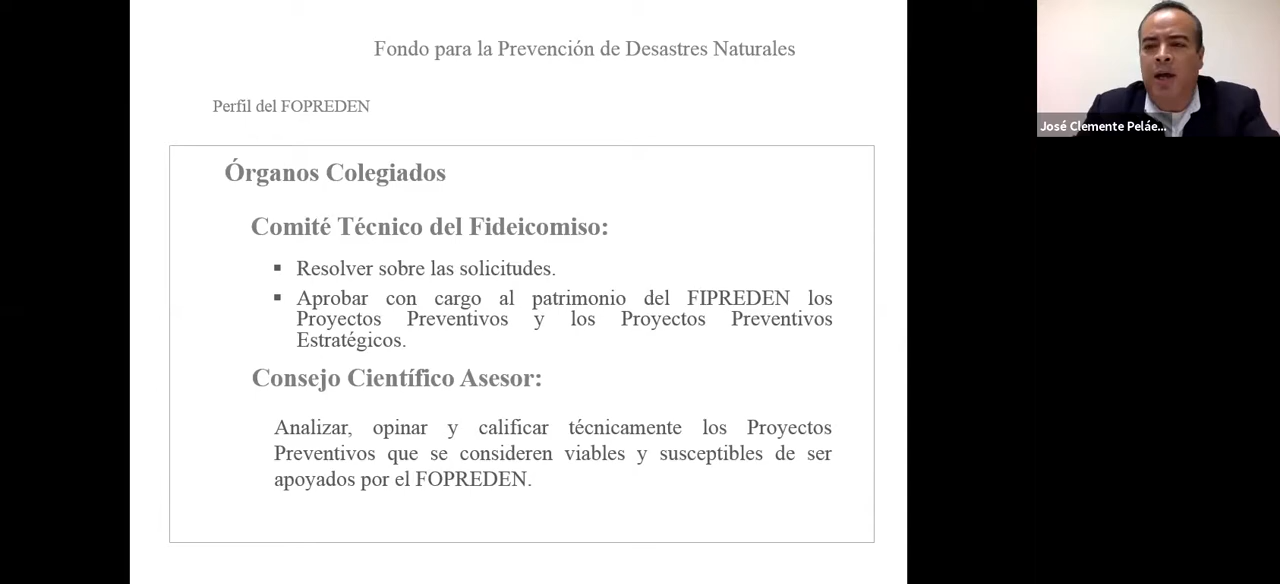 Fondo para la Prevención de Desastres Naturales
Perfil del FOPREDEN
Órganos Colegiados
Comité Técnico del Fideicomiso:
▪ Resolver sobre las solicitudes.
▪ Aprobar con cargo al patrimonio del FIPREDEN los
Proyectos Preventivos y los Proyectos Preventivos
Estratégicos.
Consejo Científico Asesor:
Analizar, opinar y calificar técnicamente los Proyectos
Preventivos que se consideren viables y susceptibles de ser
apoyados por el FOPREDEN.
José Clemente Peláe...